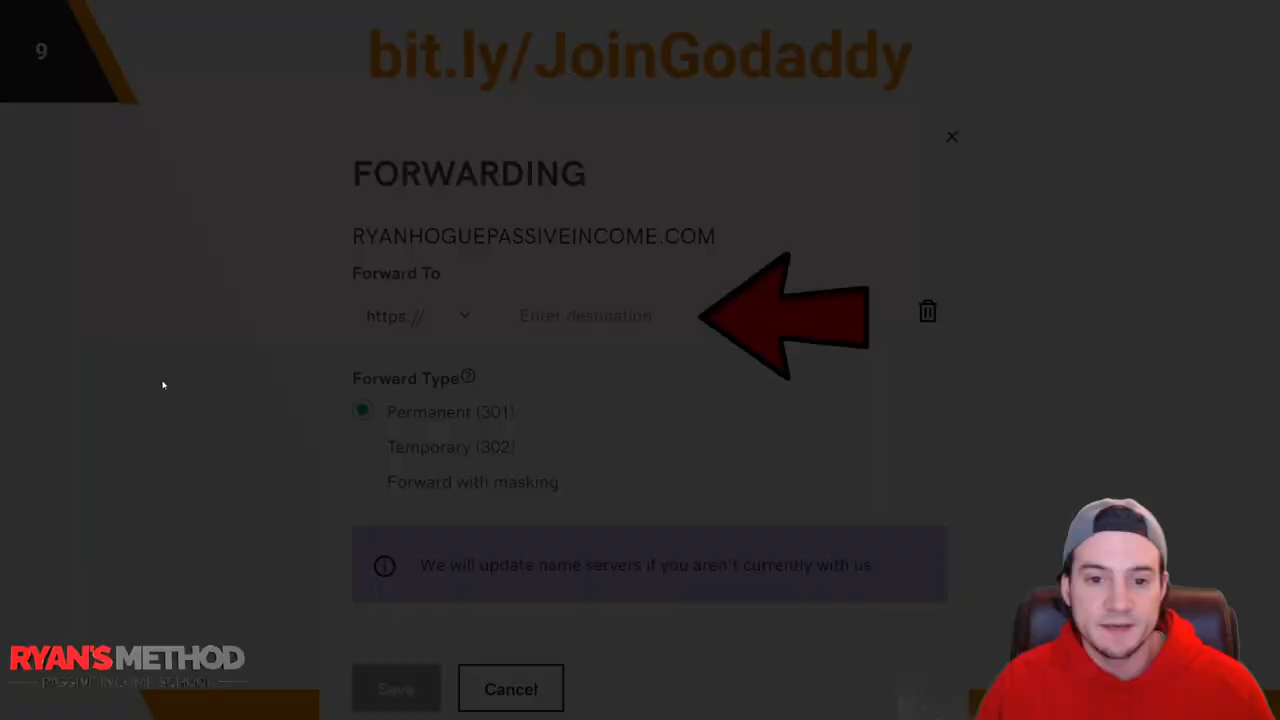 9
bit.ly/JoinGodaddy
FORWARDING
RYANHOGUEPASSIVEINCOME.COM
Forward To
https://
Enter destination
Forward Type
Permanent (301)
Temporary (302)
Forward with masking
We will update name servers if you aren't currently with us.
Save
Cancel
RYAN'S METHOD
PASSIVE INCOME SCHOOL